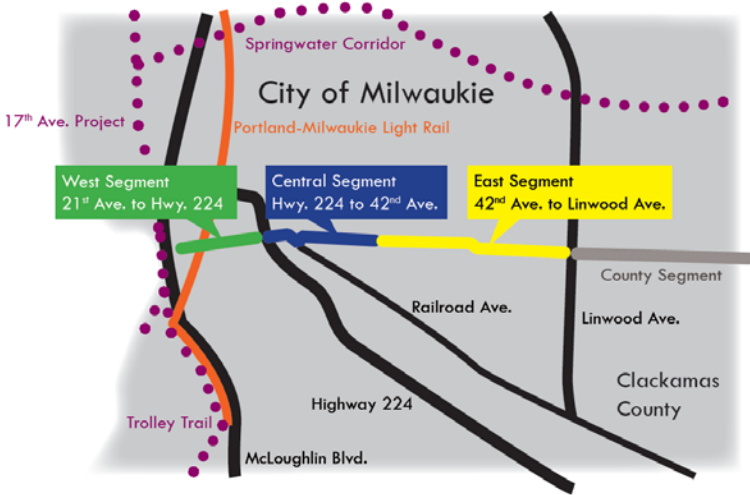 Springwater Corridor
City of Milwaukie
17th Ave. Project
Portland-Milwaukie Light Rail
West Segment
21st Ave. to Hwy. 224
Central Segment
Hwy. 224 to 42nd Ave.
East Segment
42nd Ave. to Linwood Ave.
County Segment
Railroad Ave.
Linwood Ave.
Clackamas
County
Highway 224
Trolley Trail
McLoughlin Blvd.